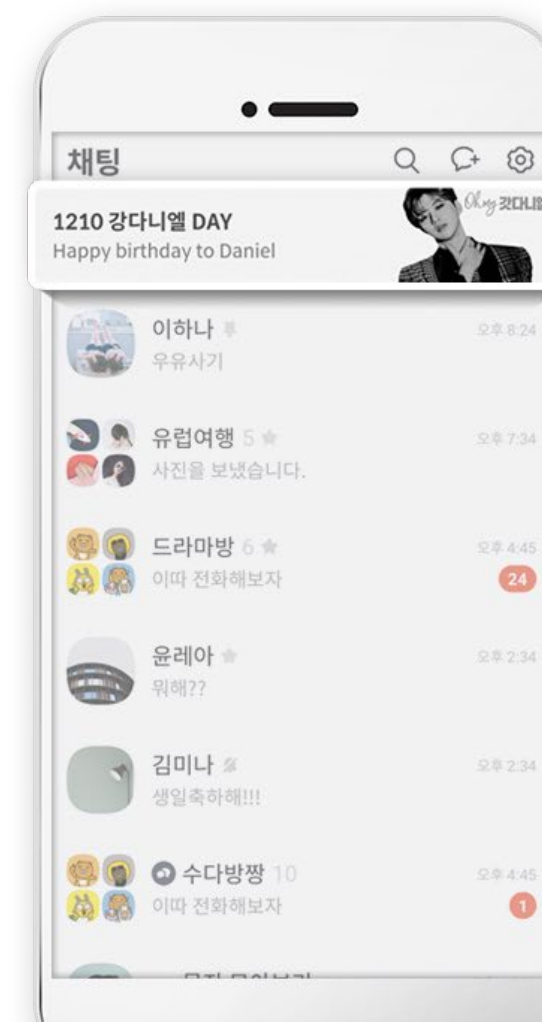 채팅
1210 강다니엘 DAY
Happy birthday to Daniel
Oh my 갓다니엘
이하나
오후 8:24
우유사기
유럽여행 5
오후 7:34
사진을 보냈습니다.
드라마방 6
오후 4:45
이따 전화해보자
24
윤레아
오후 2:34
뭐해??
김미나
오후 2:34
생일축하해!!!
수다방짱 10
오후 4:45
이따 전화해보자
1